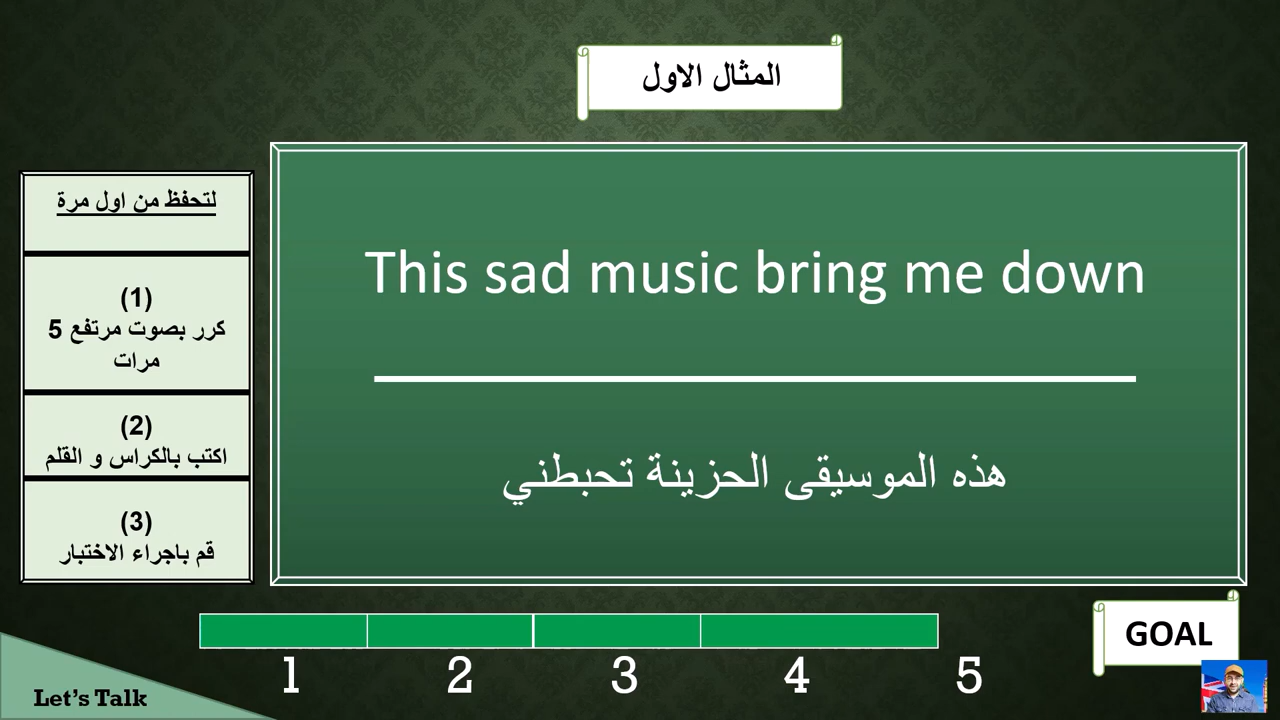 المثال الاول
This sad music bring me down
هذه الموسيقى الحزينة تحبطني
لتحفظ من اول مرة
(1)
كرر بصوت مرتفع 5
مرات
(2)
اكتب بالكراس و القلم
(3)
قم باجراء الاختبار
1 2 3 4 5
GOAL
Let's Talk